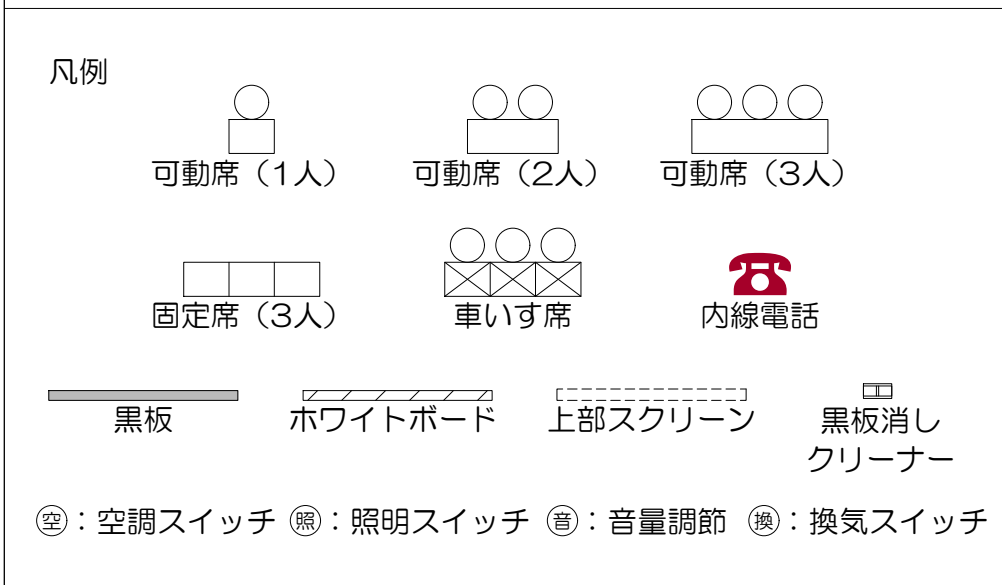 凡例
可動席（1人） 可動席（2人） 可動席（3人）
固定席（3人） 車いす席 内線電話
黒板 ホワイトボード 上部スクリーン 黒板消し
クリーナー
空：空調スイッチ 照：照明スイッチ 音：音量調節 換：換気スイッチ